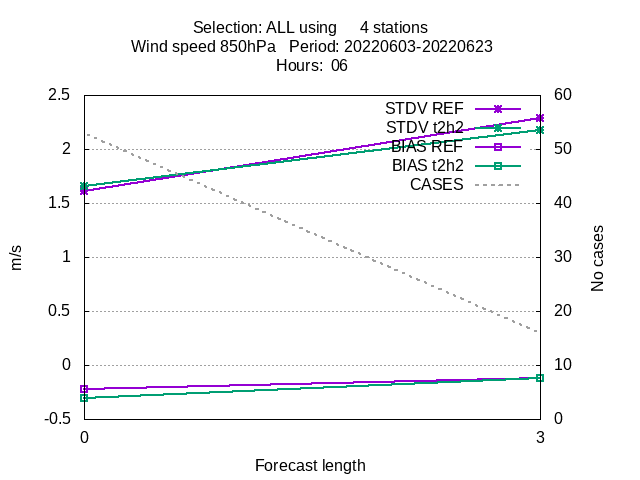 Selection: ALL using 4 stations
Wind speed 850hPa Period: 20220603-20220623
Hours: 06
2.5
2
1.5
1
0.5
0
-0.5
60
50
40
30
20
10
0
STDV REF
STDV t2h2
BIAS REF
BIAS t2h2
CASES
m/s
No cases
0
3
Forecast length